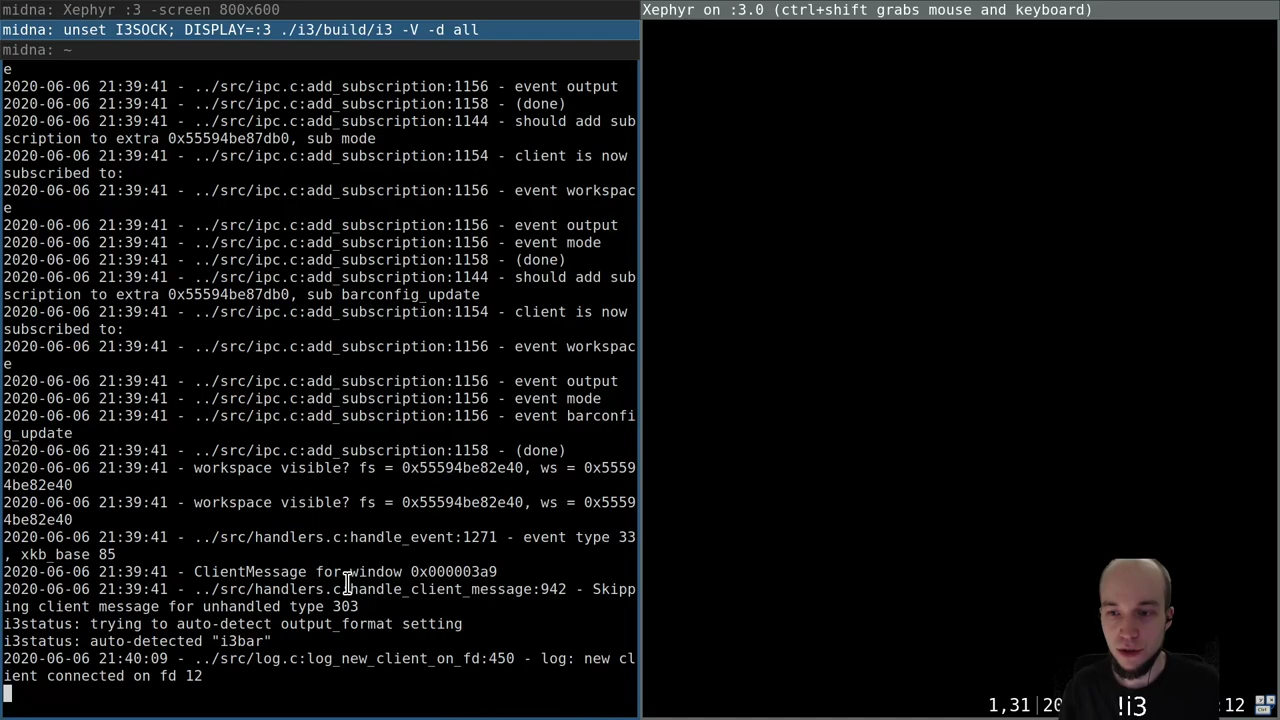 midna: Xephyr :3 -screen 800x600
midna: unset I3SOCK; DISPLAY=:3 ./i3/build/i3 -V -d all
midna: ~
e
2020-06-06 21:39:41 - ../src/ipc.c:add_subscription:1156 - event output
2020-06-06 21:39:41 - ../src/ipc.c:add_subscription:1158 - (done)
2020-06-06 21:39:41 - ../src/ipc.c:add_subscription:1144 - should add sub
scription to extra 0x55594be87db0, sub mode
2020-06-06 21:39:41 - ../src/ipc.c:add_subscription:1154 - client is now
subscribed to:
2020-06-06 21:39:41 - ../src/ipc.c:add_subscription:1156 - event workspac
e
2020-06-06 21:39:41 - ../src/ipc.c:add_subscription:1156 - event output
2020-06-06 21:39:41 - ../src/ipc.c:add_subscription:1156 - event mode
2020-06-06 21:39:41 - ../src/ipc.c:add_subscription:1158 - (done)
2020-06-06 21:39:41 - ../src/ipc.c:add_subscription:1144 - should add sub
scription to extra 0x55594be87db0, sub barconfig_update
2020-06-06 21:39:41 - ../src/ipc.c:add_subscription:1154 - client is now
subscribed to:
2020-06-06 21:39:41 - ../src/ipc.c:add_subscription:1156 - event workspac
e
2020-06-06 21:39:41 - ../src/ipc.c:add_subscription:1156 - event output
2020-06-06 21:39:41 - ../src/ipc.c:add_subscription:1156 - event mode
2020-06-06 21:39:41 - ../src/ipc.c:add_subscription:1156 - event barconfi
g_update
2020-06-06 21:39:41 - ../src/ipc.c:add_subscription:1158 - (done)
2020-06-06 21:39:41 - workspace visible? fs = 0x55594be82e40, ws = 0x5559
4be82e40
2020-06-06 21:39:41 - workspace visible? fs = 0x55594be82e40, ws = 0x5559
4be82e40
2020-06-06 21:39:41 - ../src/handlers.c:handle_event:1271 - event type 33
, xkb_base 85
2020-06-06 21:39:41 - ClientMessage for window 0x000003a9
2020-06-06 21:39:41 - ../src/handlers.c:handle_client_message:942 - Skipp
ing client message for unhandled type 303
i3status: trying to auto-detect output_format setting
i3status: auto-detected "i3bar"
2020-06-06 21:40:09 - ../src/log.c:log_new_client_on_fd:450 - log: new cl
ient connected on fd 12
Xephyr on :3.0 (ctrl+shift grabs mouse and keyboard)
1,31|20 !i3 :12